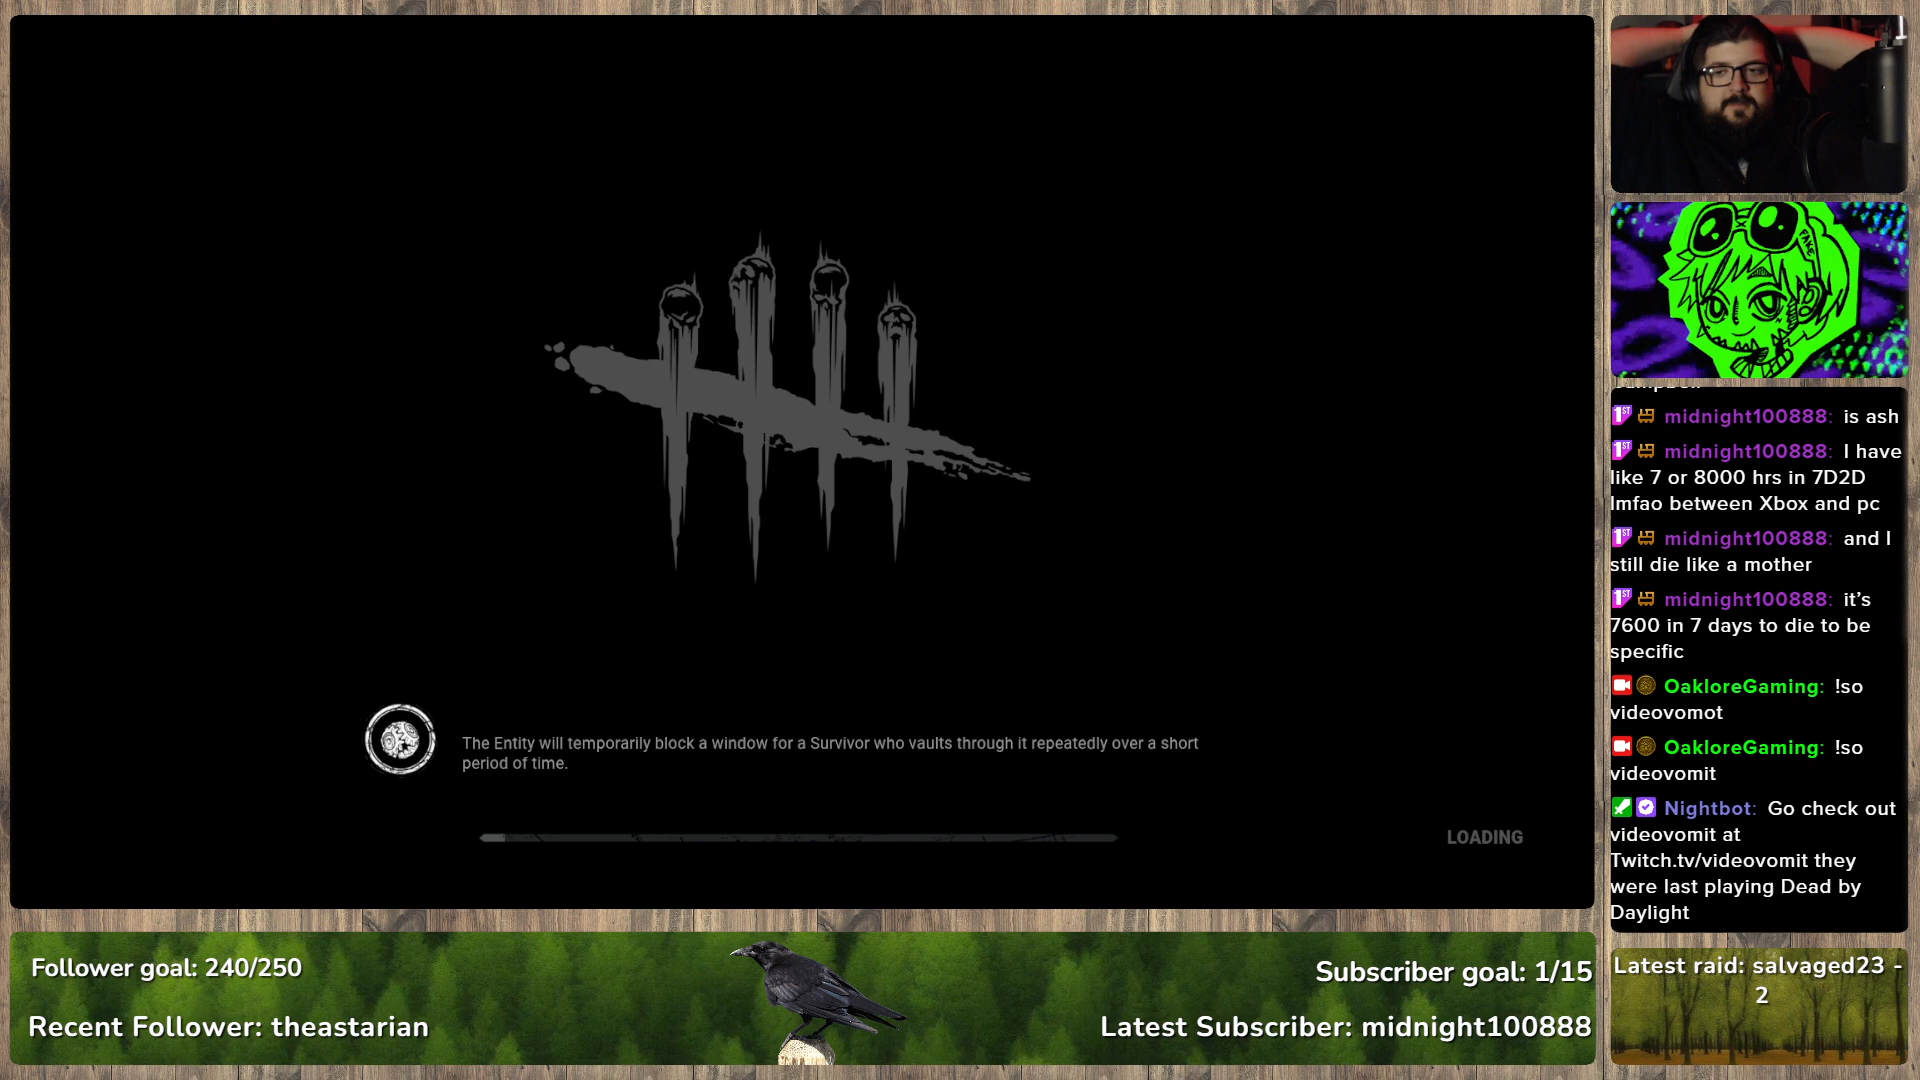 The Entity will temporarily block a window for a Survivor who vaults through it repeatedly over a short
period of time.
LOADING
midnight100888: is ash
midnight100888: I have
like 7 or 8000 hrs in 7D2D
lmfao between Xbox and pc
midnight100888: and I
still die like a mother
midnight100888: it’s
7600 in 7 days to die to be
specific
OakloreGaming: !so
videovomot
OakloreGaming: !so
videovomit
Nightbot: Go check out
videovomit at
Twitch.tv/videovomit they
were last playing Dead by
Daylight
Follower goal: 240/250
Recent Follower: theastarian
Subscriber goal: 1/15
Latest Subscriber: midnight100888
Latest raid: salvaged23 -
2